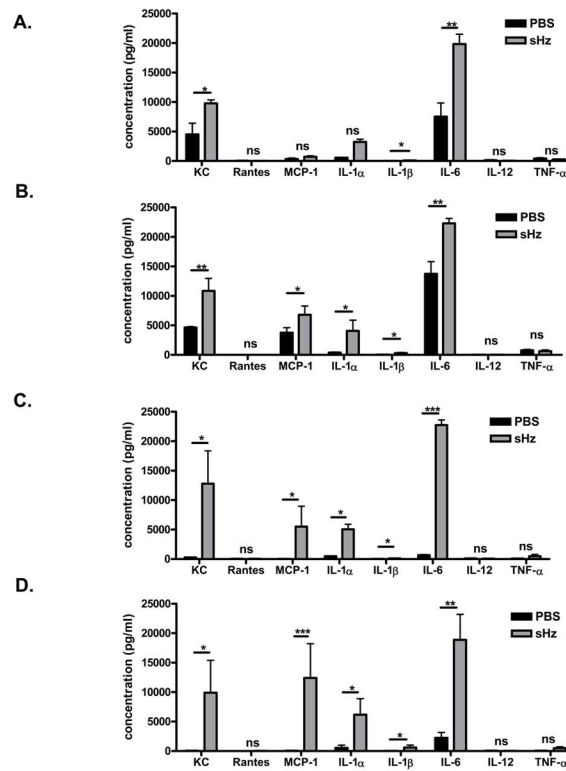 A.
concentration (pg/ml)
25000
20000
15000
10000
5000
0
* ns ns ns * ** ns ns
PBS
sHz
KC Rantes MCP-1 IL-1α IL-1β IL-6 IL-12 TNF-α
B.
concentration (pg/ml)
25000
20000
15000
10000
5000
0
** ns * * * ** ns ns
PBS
sHz
KC Rantes MCP-1 IL-1α IL-1β IL-6 IL-12 TNF-α
C.
concentration (pg/ml)
25000
20000
15000
10000
5000
0
* ns * * * *** ns ns
PBS
sHz
KC Rantes MCP-1 IL-1α IL-1β IL-6 IL-12 TNF-α
D.
concentration (pg/ml)
25000
20000
15000
10000
5000
0
* ns *** * * ** ns ns
PBS
sHz
KC Rantes MCP-1 IL-1α IL-1β IL-6 IL-12 TNF-α